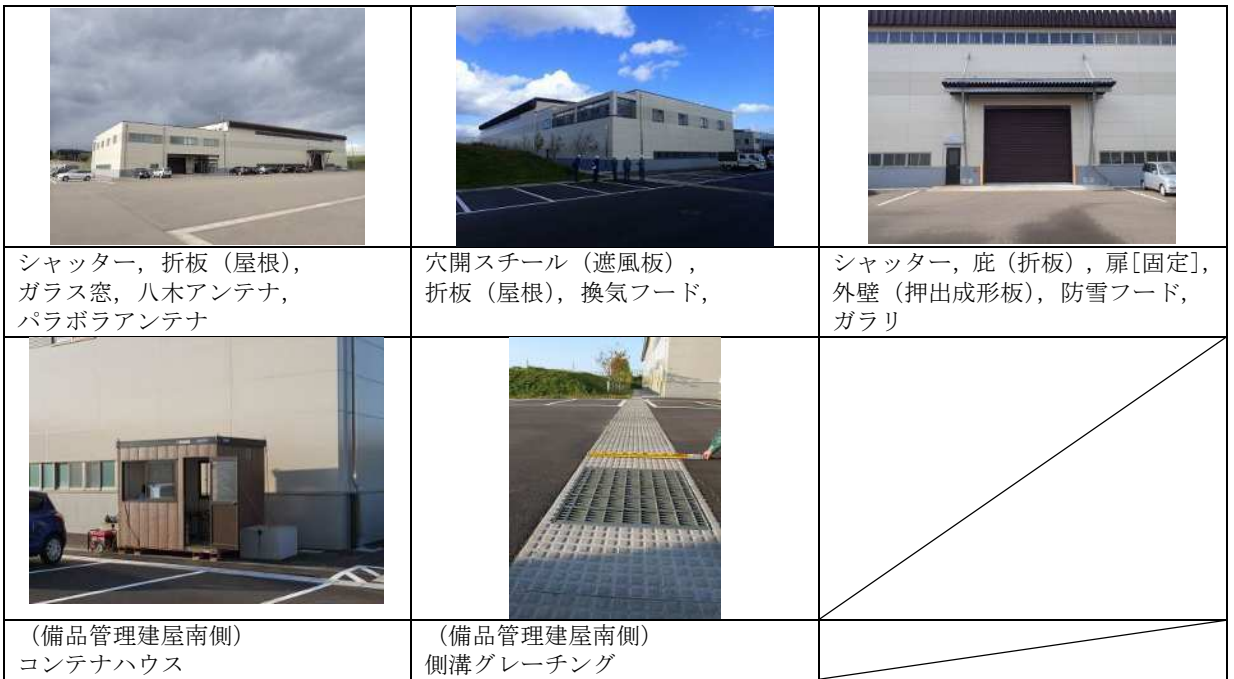 シャッター，折板（屋根），
ガラス窓，八木アンテナ，
パラボラアンテナ
穴開スチール（遮風板），
折板（屋根），換気フード，
シャッター，庇（折板），扉[固定]，
外壁（押出成形板），防雪フード，
ガラリ
（備品管理建屋南側）
コンテナハウス
（備品管理建屋南側）
側溝グレーチング